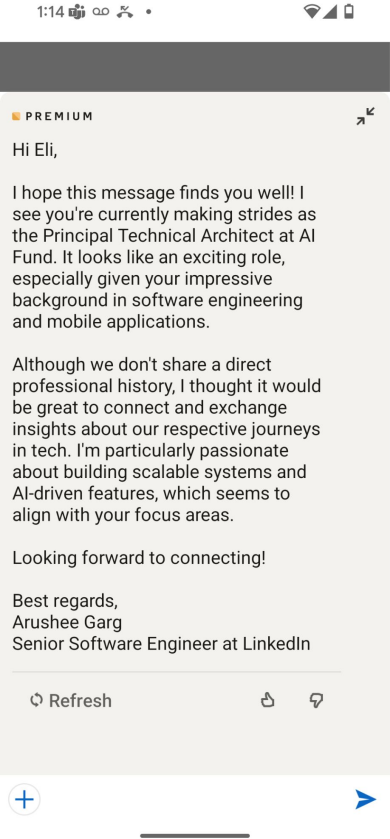 1:14
PREMIUM
Hi Eli,
I hope this message finds you well! I
see you're currently making strides as
the Principal Technical Architect at AI
Fund. It looks like an exciting role,
especially given your impressive
background in software engineering
and mobile applications.
Although we don't share a direct
professional history, I thought it would
be great to connect and exchange
insights about our respective journeys
in tech. I'm particularly passionate
about building scalable systems and
AI-driven features, which seems to
align with your focus areas.
Looking forward to connecting!
Best regards,
Arushee Garg
Senior Software Engineer at LinkedIn
Refresh